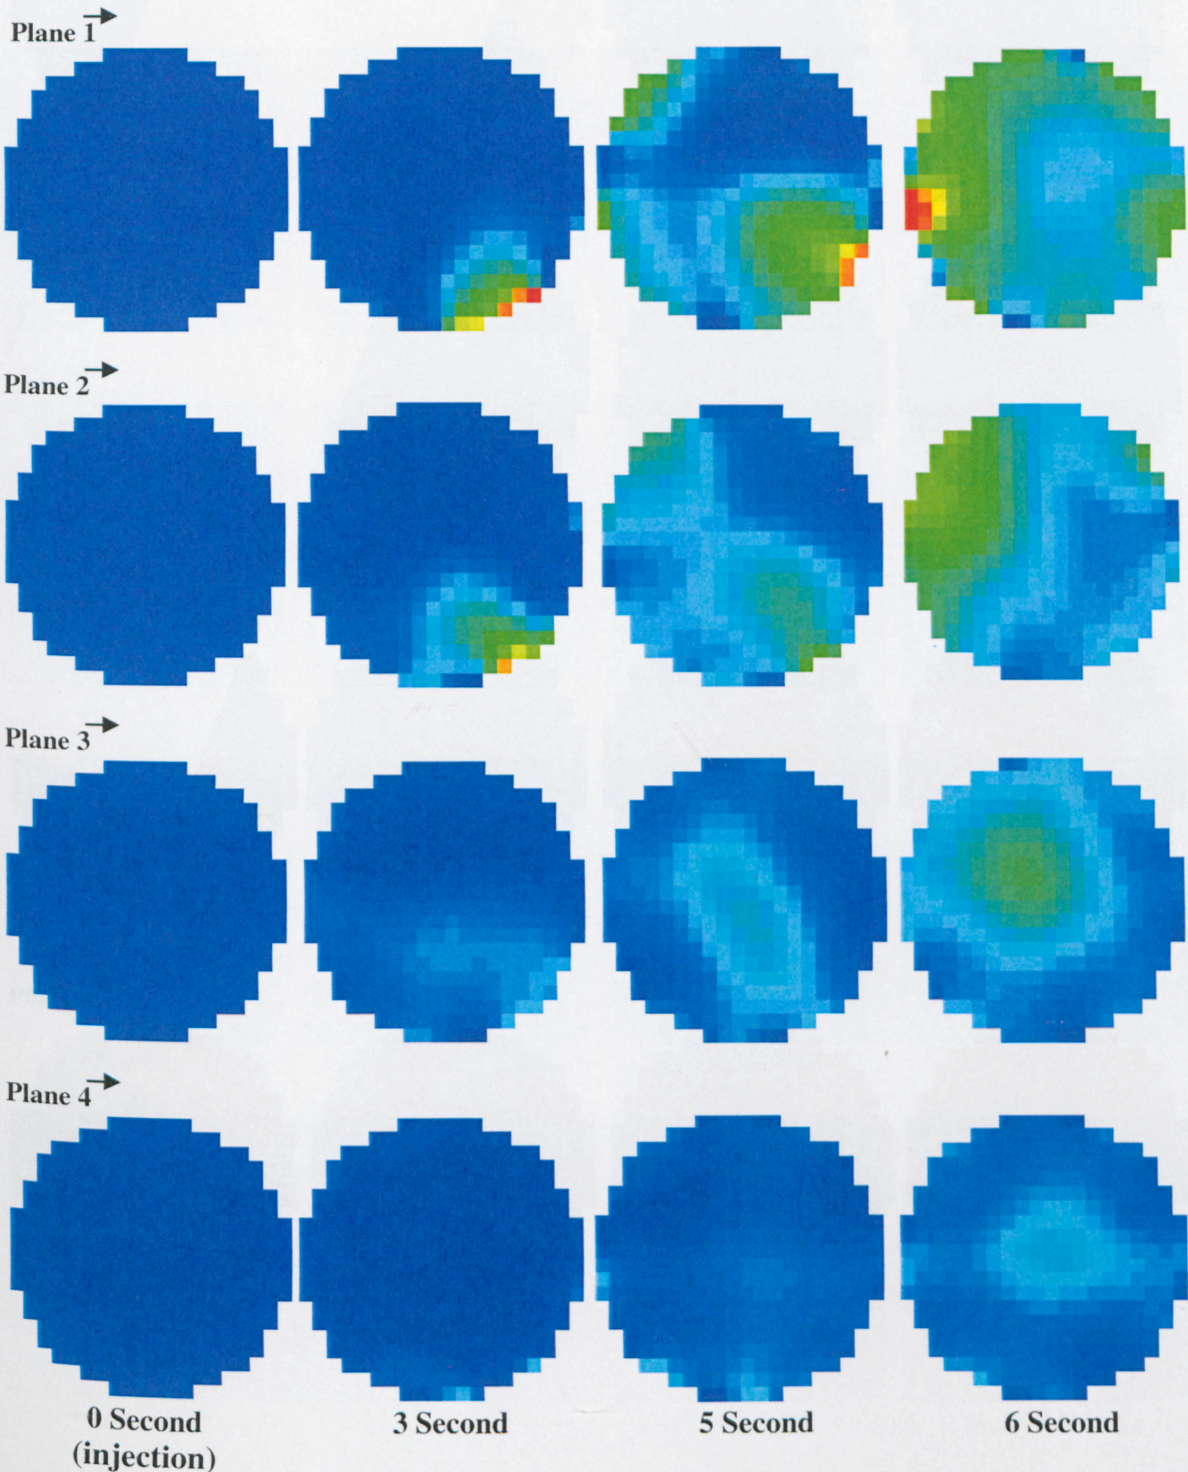 Plane 1
Plane 2
Plane 3
Plane 4
0 Second 3 Second 5 Second 6 Second
(injection)